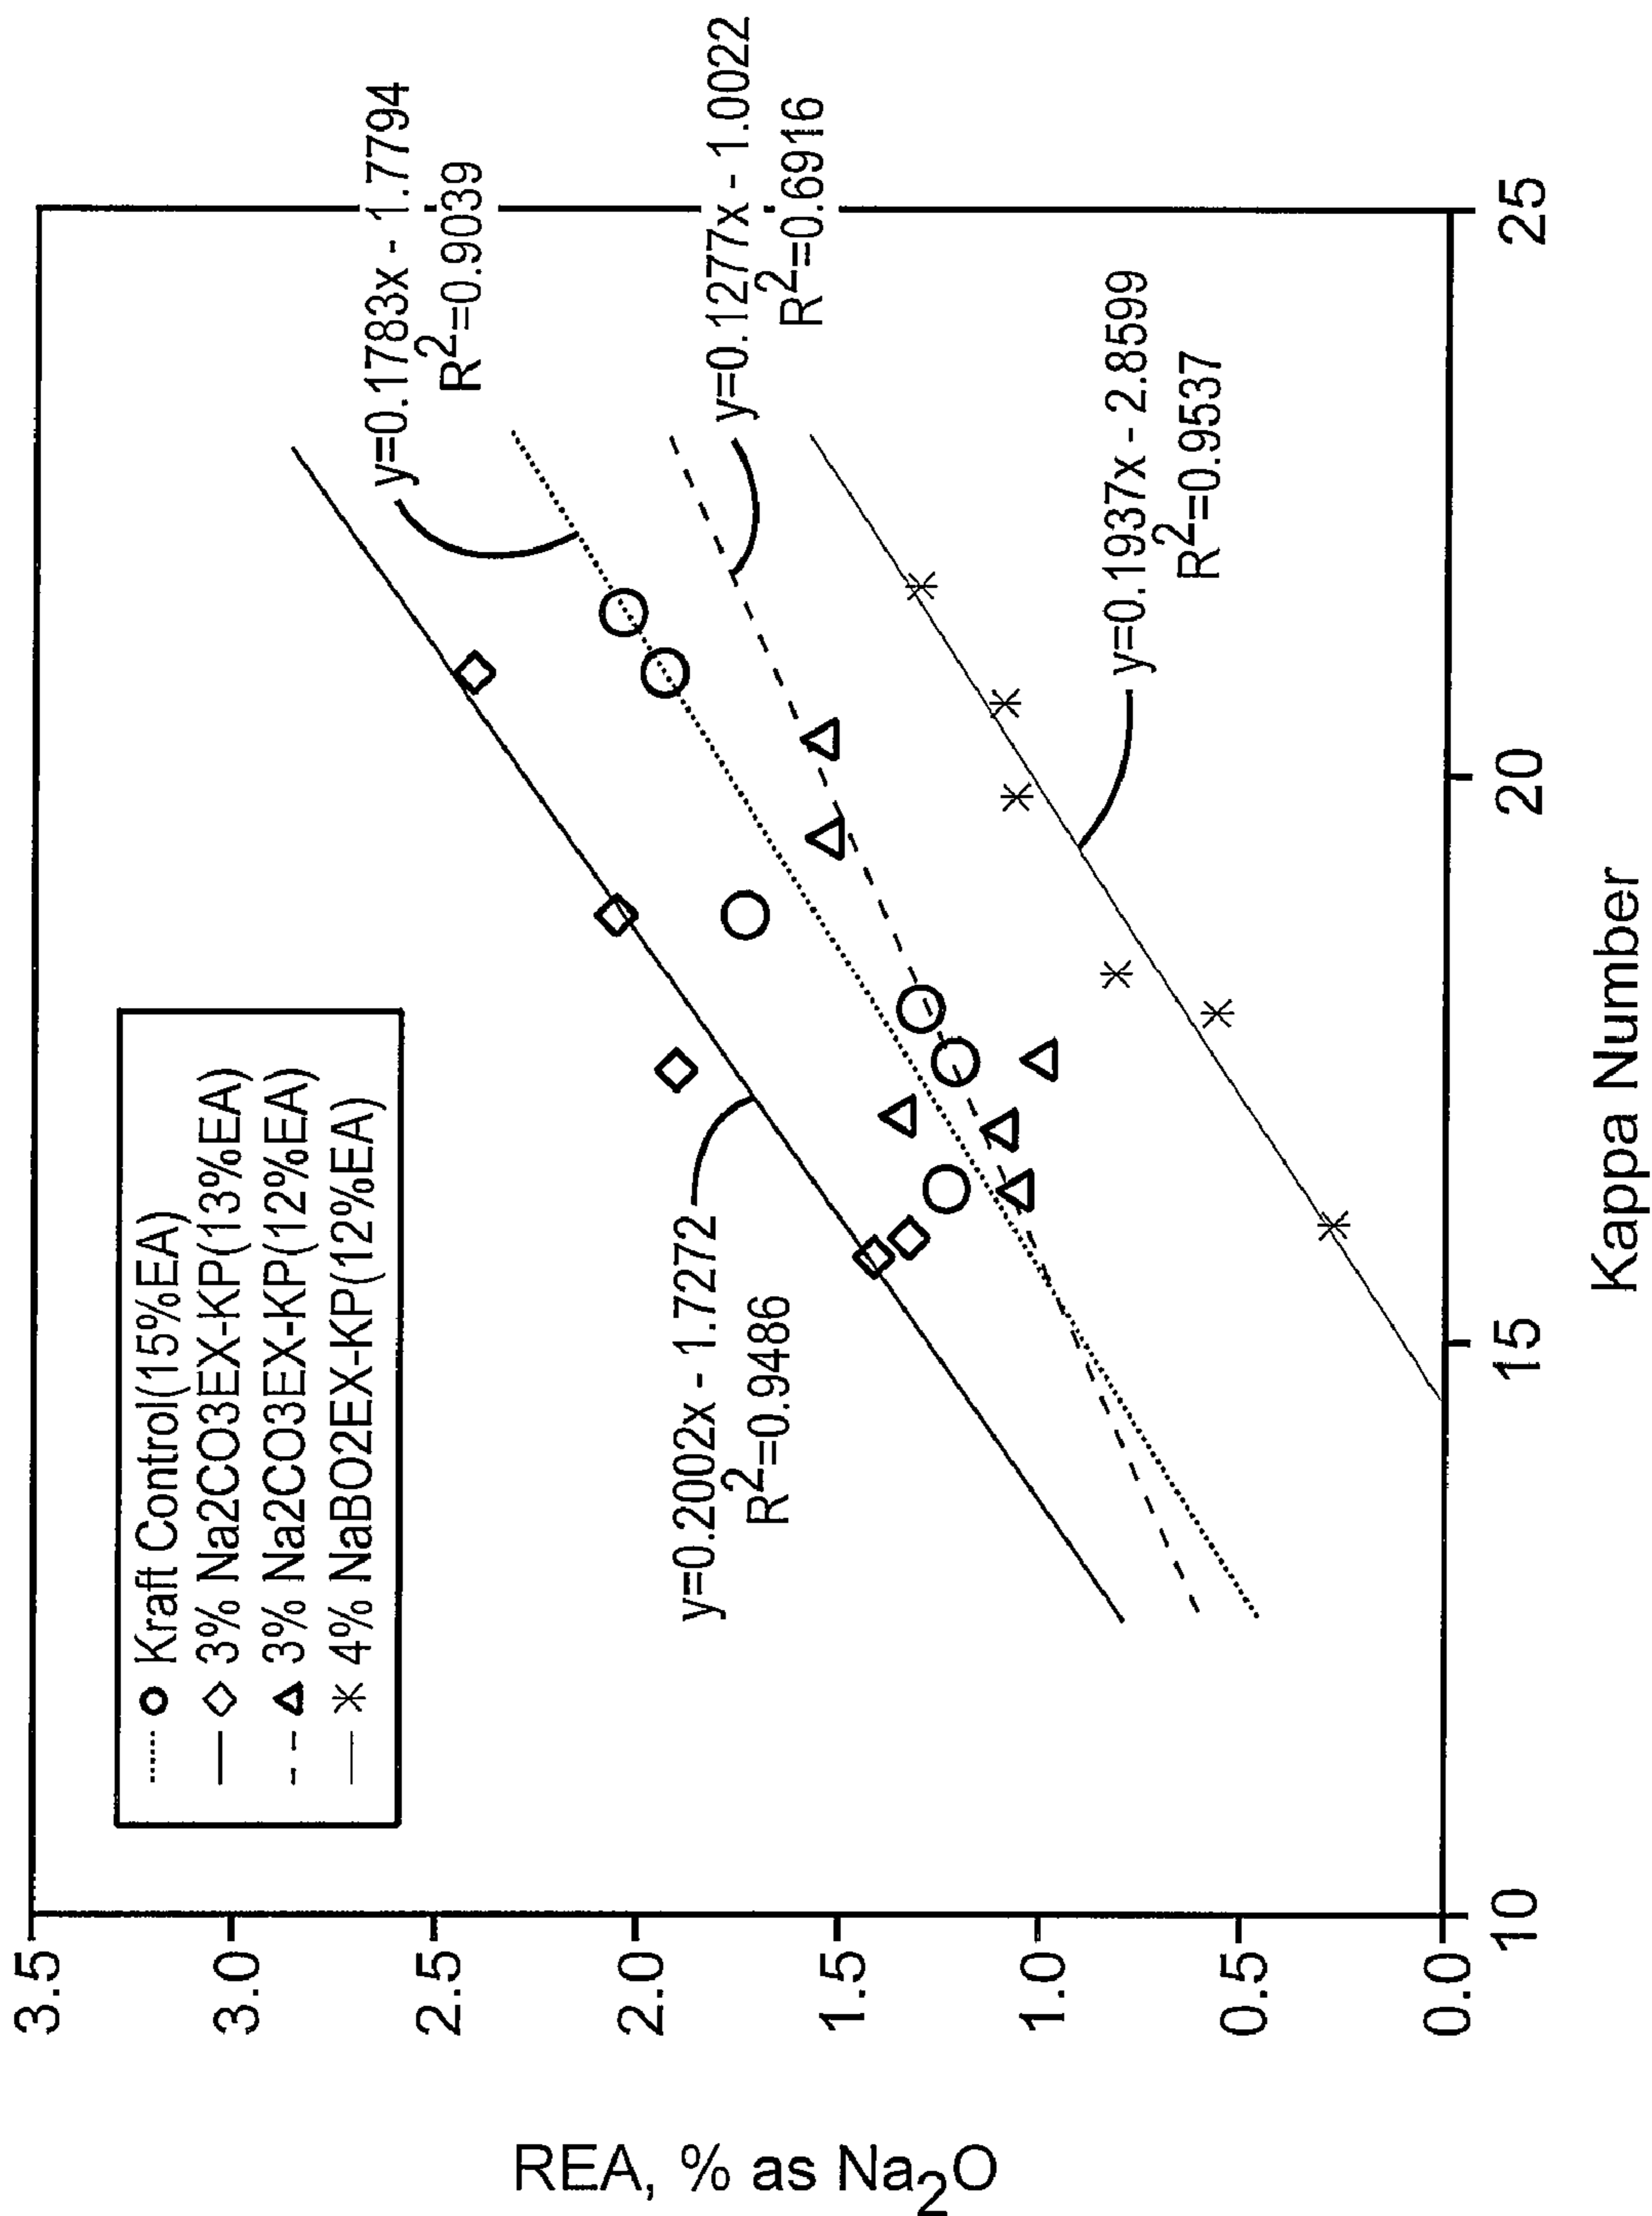 3.5
3.0
2.5
2.0
1.5
1.0
0.5
0.0
REA, % as Na₂O
10
15
20
25
Kappa Number
Kraft Control(15%EA)
3% Na2CO3EX-KP(13%EA)
3% Na2CO3EX-KP(12%EA)
4% NaBO2EX-KP(12%EA)
y=0.1783x - 1.7794
R²=0.9039
y=0.1277x - 1.0022
R²=0.6916
y=0.2002x - 1.7272
R²=0.9486
y=0.1937x - 2.8599
R²=0.9537